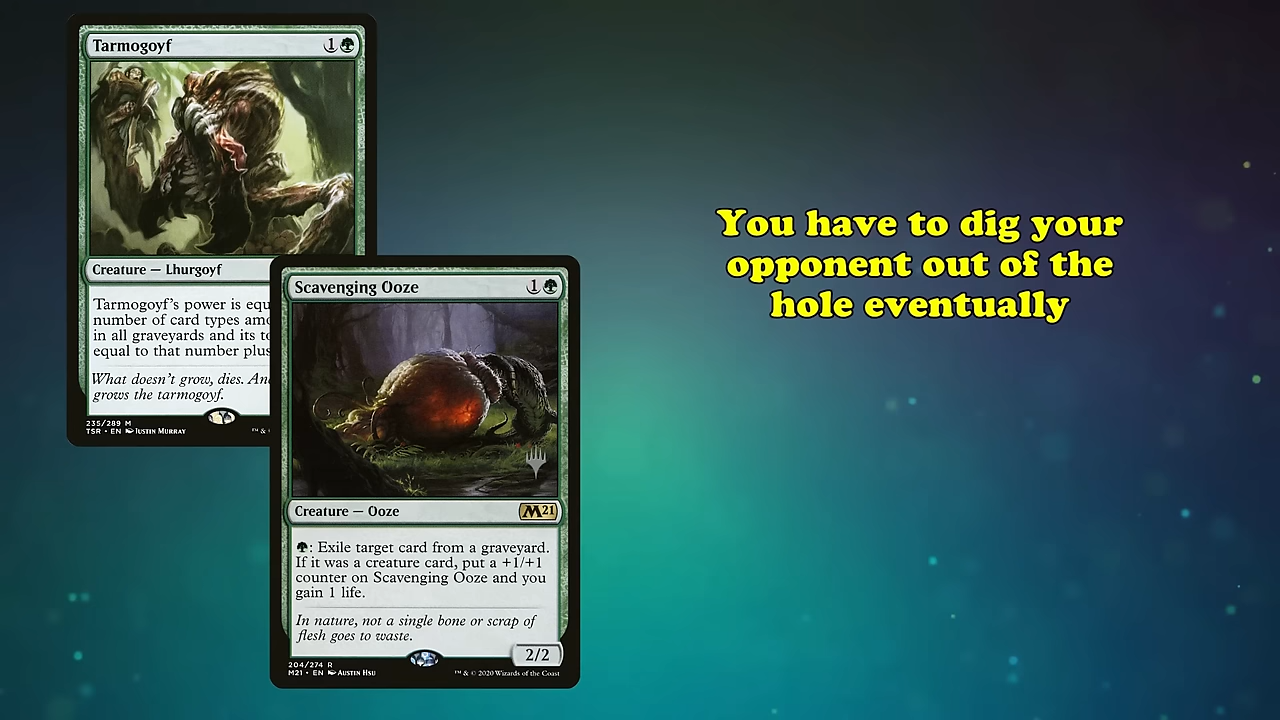 Tarmogoyf 1
Creature — Lhurgoyf
Tarmogoyf's power is equ
number of card types amo
in all graveyards and its to
equal to that number plus
What doesn't grow, dies. An
grows the tarmogoyf.
235/289 M
TSR • EN Justin Murray ™ &
Scavenging Ooze 1
Creature — Ooze M21
: Exile target card from a graveyard.
If it was a creature card, put a +1/+1
counter on Scavenging Ooze and you
gain 1 life.
In nature, not a single bone or scrap of
flesh goes to waste.
2/2
204/274 R
M21 • EN Austin Hsu ™ & © 2020 Wizards of the Coast
You have to dig your
opponent out of the
hole eventually